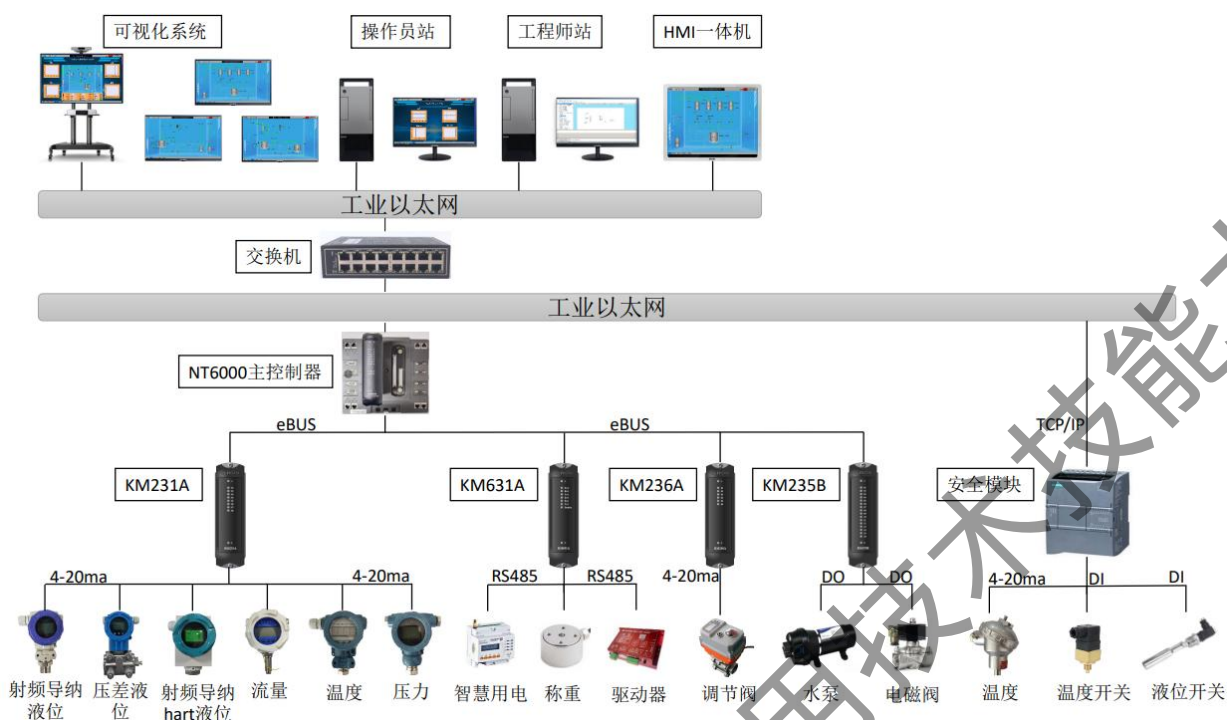 可视化系统
操作员站
工程师站
HMI一体机
工业以太网
交换机
工业以太网
NT6000主控制器
eBUS
eBUS
TCP/IP
KM231A
KM631A
KM236A
KM235B
安全模块
4-20ma
4-20ma
RS485
RS485
4-20ma
DO
DO
4-20ma
DI
DI
射频导纳
液位
压差液
位
射频导纳
hart液位
流量
温度
压力
智慧用电
称重
驱动器
调节阀
水泵
电磁阀
温度
温度开关
液位开关
用技术技能